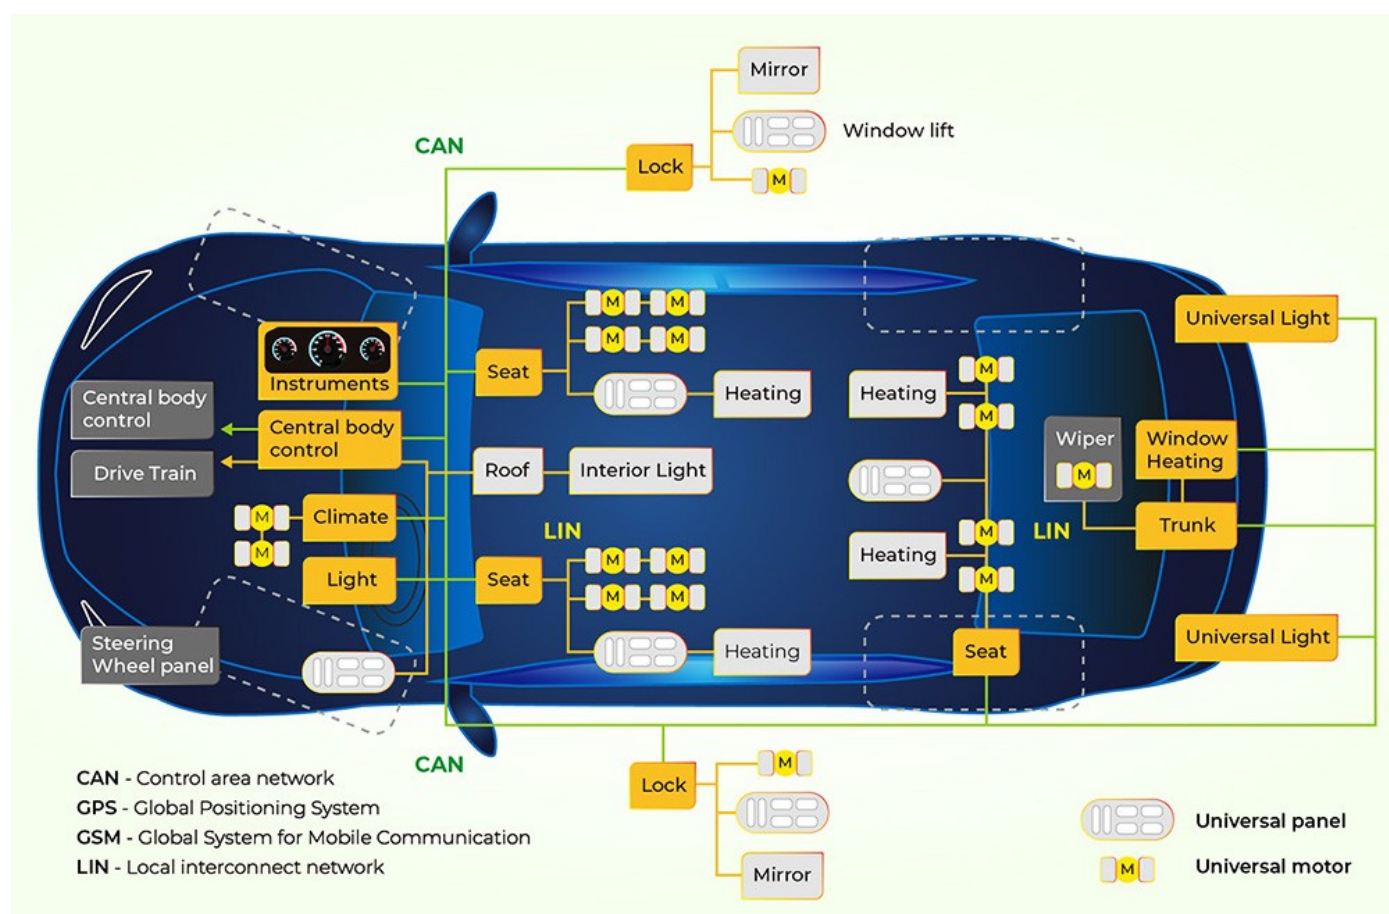 Mirror
Window lift
CAN
Lock
M
Universal Light
M M
M M
Seat
Instruments
Heating
Heating
M
M
Central body
control
Central body
control
Wiper
M
Window
Heating
Drive Train
Roof
Interior Light
M
M
Climate
LIN
LIN
Trunk
Light
Seat
M M
M M
Heating
M
M
Steering
Wheel panel
Heating
Seat
Universal Light
CAN
Lock
M
Mirror
CAN - Control area network
GPS - Global Positioning System
GSM - Global System for Mobile Communication
LIN - Local interconnect network
Universal panel
M
Universal motor